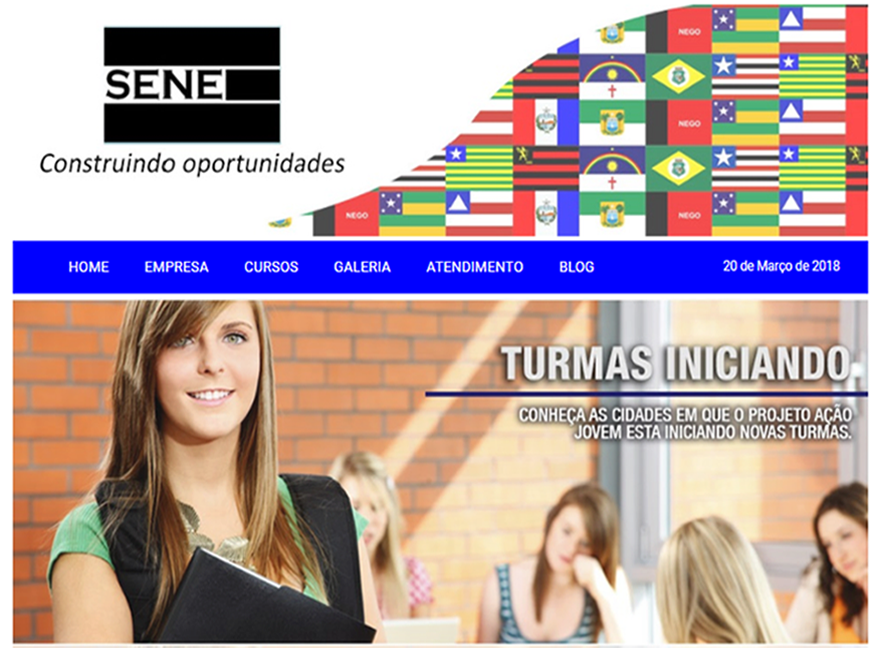 NEGO
SENE
NEGO
Construindo oportunidades
NEGO NEGO
HOME EMPRESA CURSOS GALERIA ATENDIMENTO BLOG 20 de Março de 2018
TURMAS INICIANDO.
CONHEÇA AS CIDADES EM QUE O PROJETO AÇÃO
JOVEM ESTA INICIANDO NOVAS TURMAS.